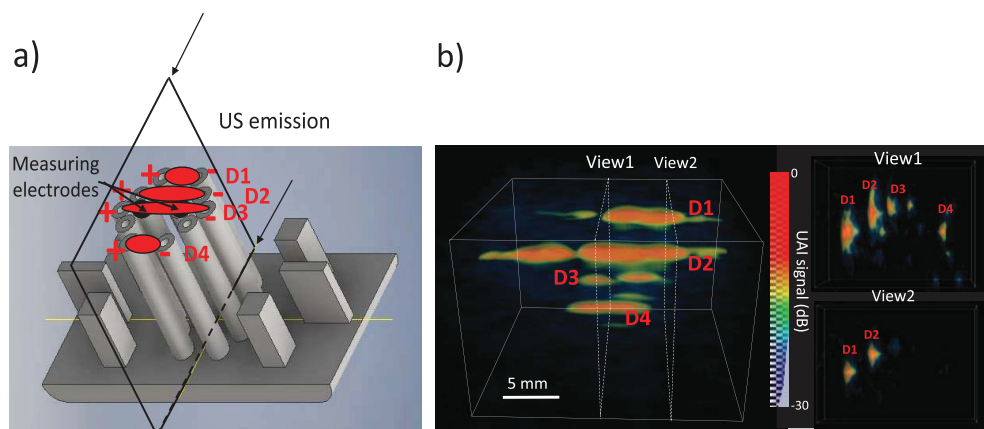 a)
US emission
Measuring
electrodes
+ - D1
+ - D2
+ - D3
+ - D4
b)
View1
View2
D1
D2
D3
D4
5 mm
0
UAI signal (dB)
-30
View1
D1
D2
D3
D4
View2
D1
D2